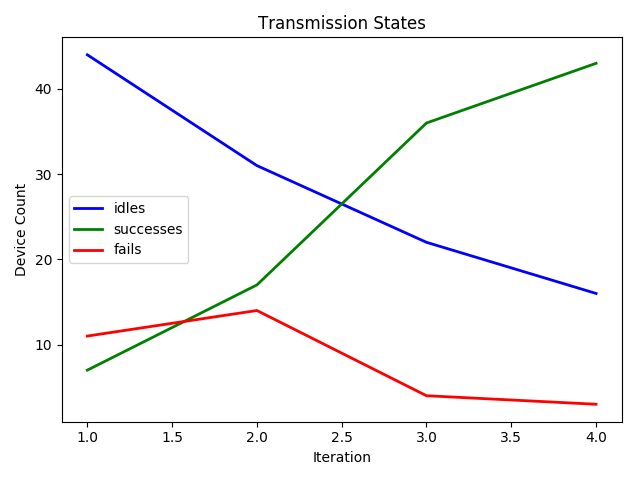 Transmission States
Device Count
40
30
20
10
idles
successes
fails
1.0 1.5 2.0 2.5 3.0 3.5 4.0
Iteration